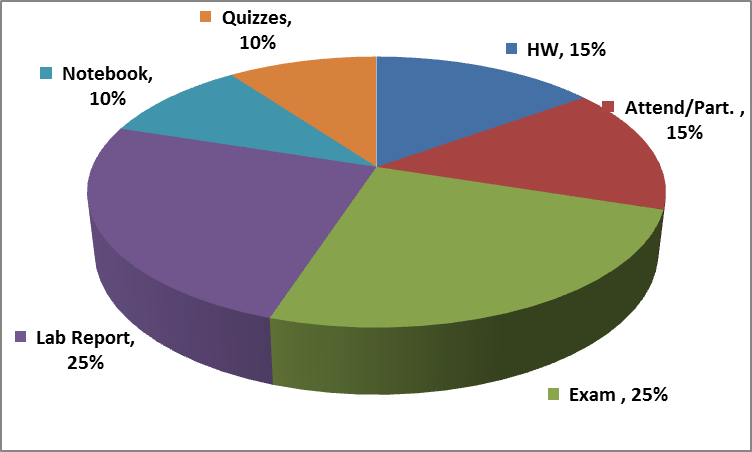 Quizzes,
10%
HW, 15%
Notebook,
10%
Attend/Part. ,
15%
Lab Report,
25%
Exam , 25%